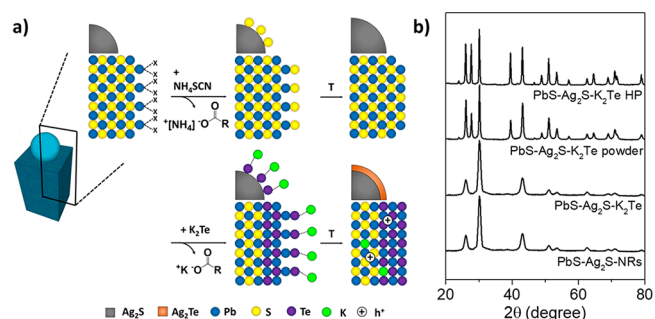 a)
X
X
X
X
X
X
X
X
+
NH₄SCN
⁺[NH₄] ⁻O R
O
T
+ K₂Te
⁺K ⁻O R
O
T
+
+
Ag₂S Ag₂Te Pb S Te K + h⁺
b)
PbS-Ag₂S-K₂Te HP
PbS-Ag₂S-K₂Te powder
PbS-Ag₂S-K₂Te
PbS-Ag₂S-NRs
20 40 60 80
2θ (degree)